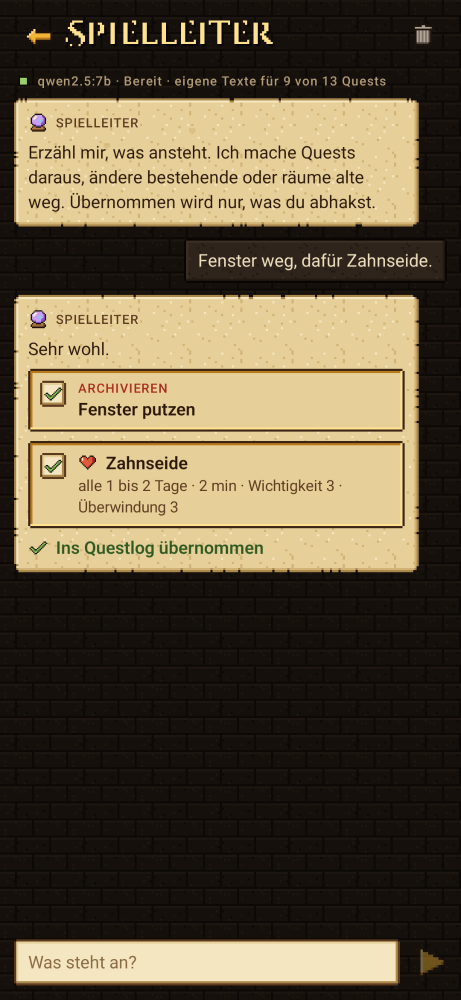 SPIELLEITER
qwen2.5:7b · Bereit · eigene Texte für 9 von 13 Quests
SPIELLEITER
Erzähl mir, was ansteht. Ich mache Quests
daraus, ändere bestehende oder räume alte
weg. Übernommen wird nur, was du abhakst.
Fenster weg, dafür Zahnseide.
SPIELLEITER
Sehr wohl.
ARCHIVIEREN
Fenster putzen
Zahnseide
alle 1 bis 2 Tage · 2 min · Wichtigkeit 3 ·
Überwindung 3
Ins Questlog übernommen
Was steht an?